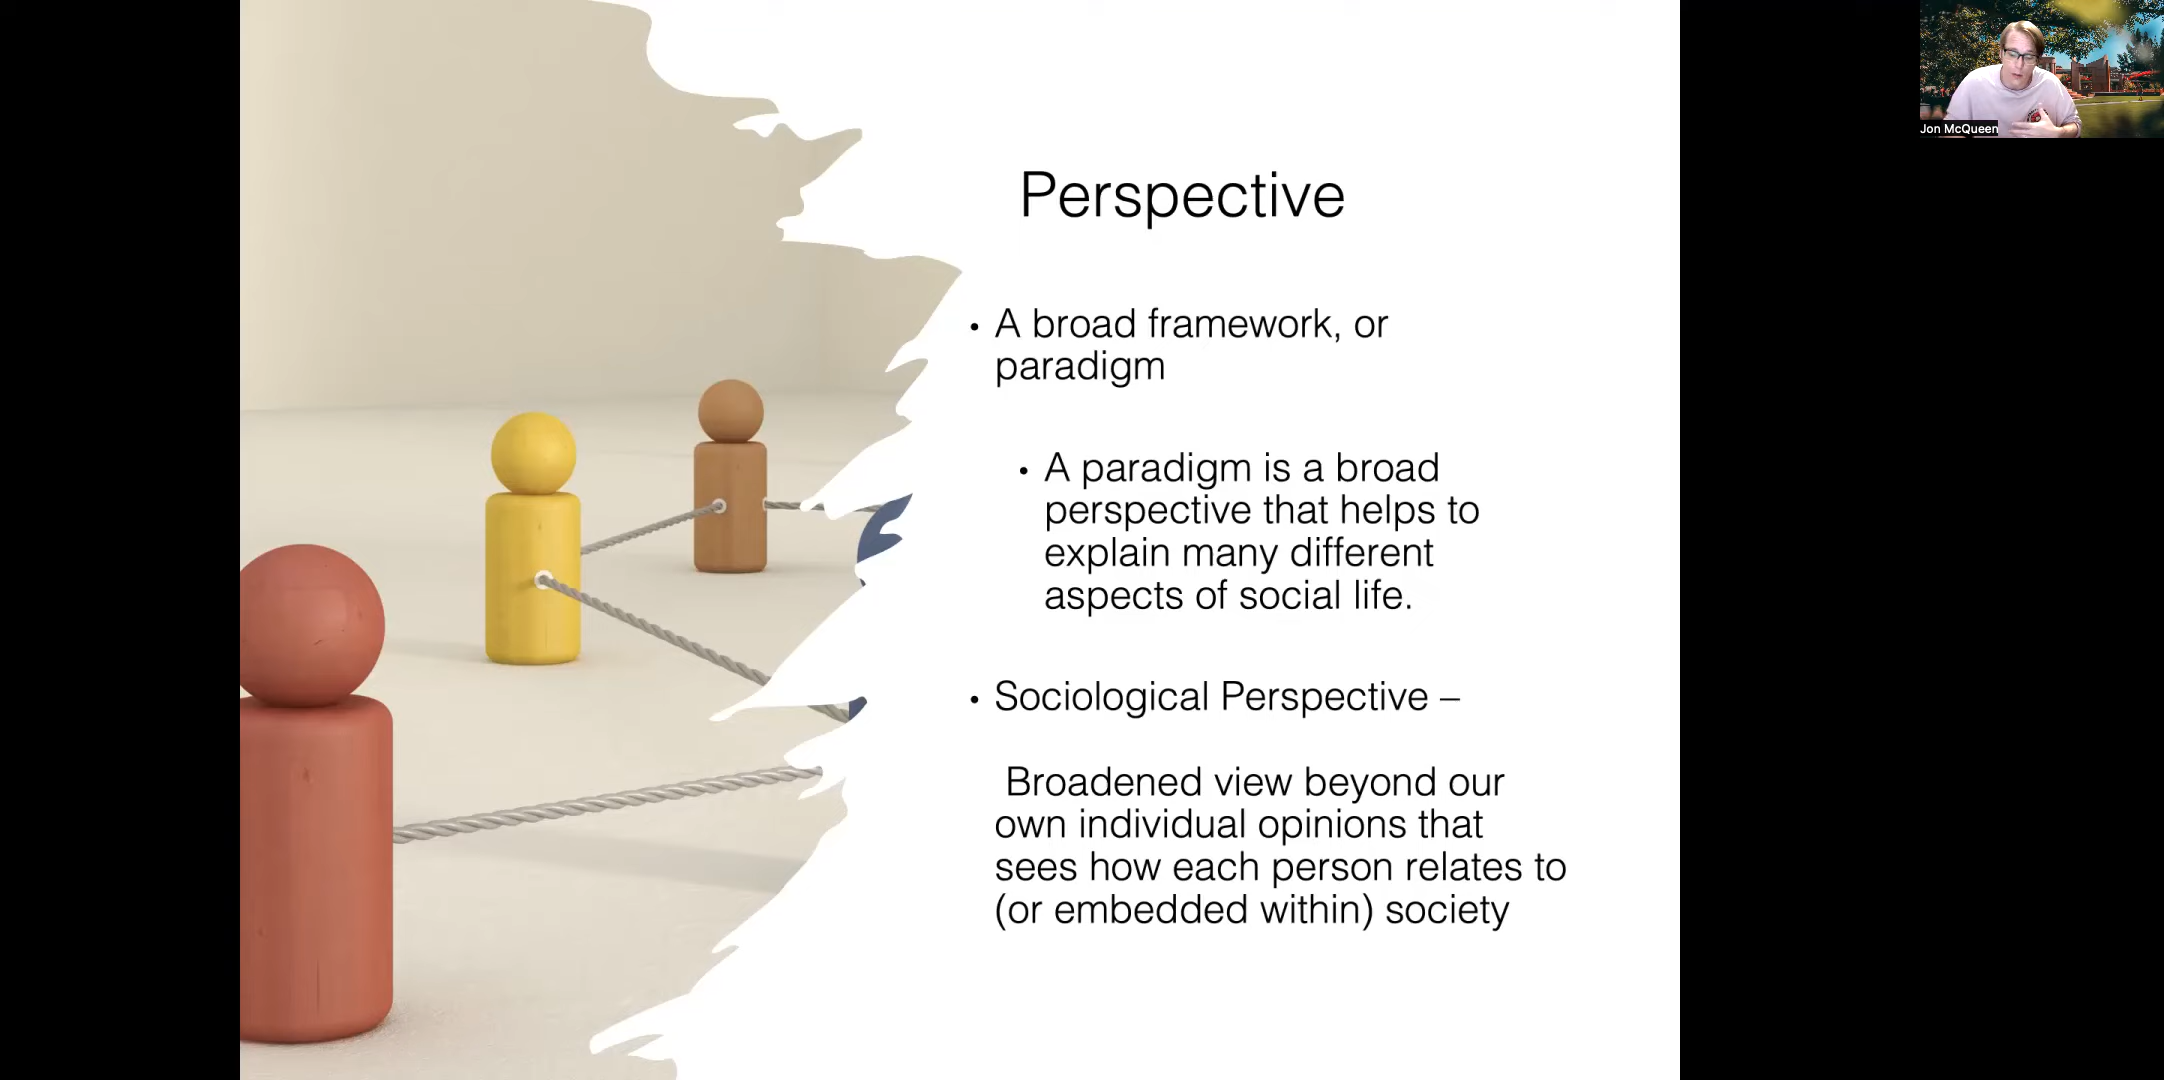 Jon McQueen
Perspective
• A broad framework, or
paradigm
• A paradigm is a broad
perspective that helps to
explain many different
aspects of social life.
• Sociological Perspective –
Broadened view beyond our
own individual opinions that
sees how each person relates to
(or embedded within) society